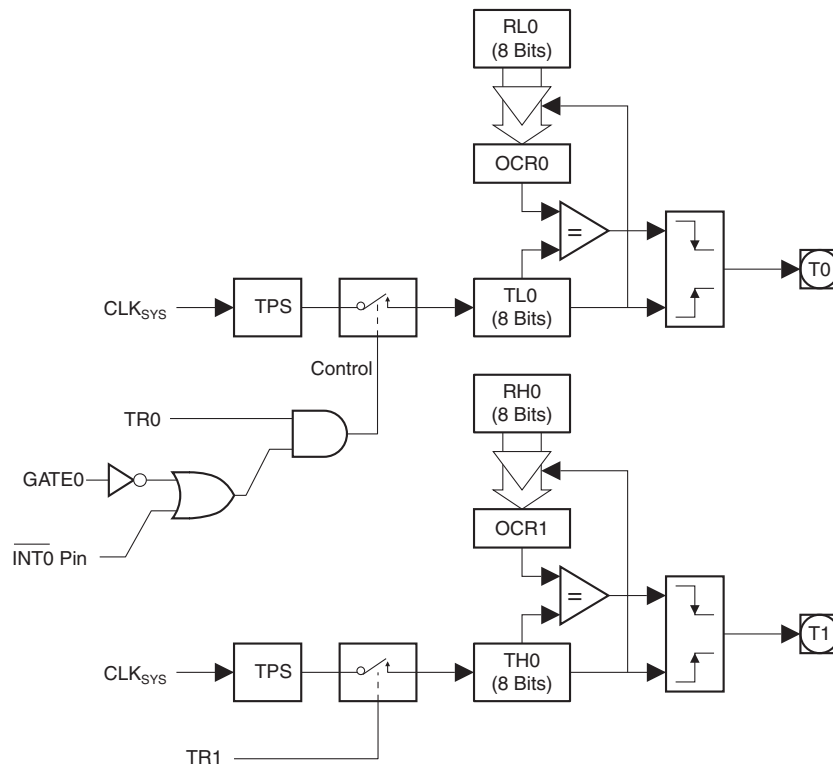 RL0
(8 Bits)
OCR0
=
T0
CLKSYS
TPS
TL0
(8 Bits)
Control
TR0
RH0
(8 Bits)
GATE0
OCR1
INT0 Pin
=
T1
CLKSYS
TPS
TH0
(8 Bits)
TR1